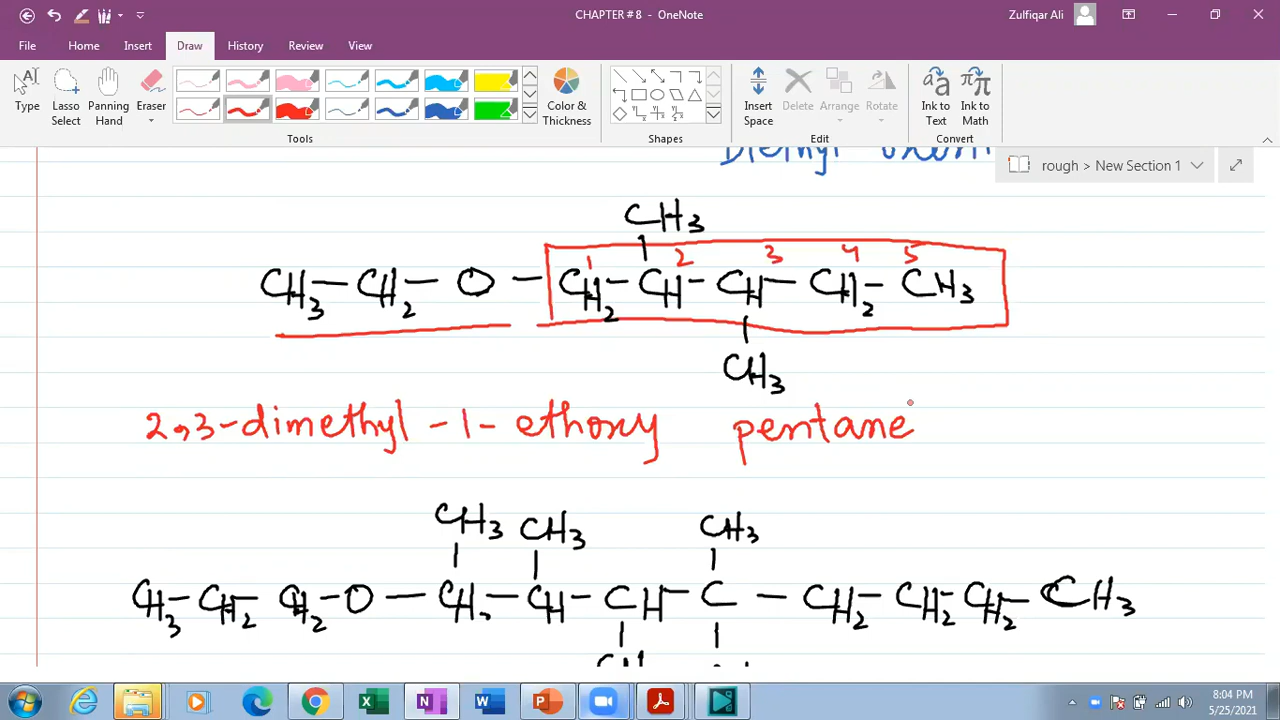 CHAPTER # 8 - OneNote
Zulfiqar Ali
File Home Insert Draw History Review View
Type Lasso Select Panning Hand Eraser
Color & Thickness
Insert Space Delete Arrange Rotate
Ink to Text Ink to Math
Tools Shapes Edit Convert
Diethyl
rough > New Section 1
CH3
1 2 3 4 5
CH3 — CH2 — O — CH2 — CH — CH — CH2 — CH3
CH3
2,3-dimethyl -1- ethoxy pentane
CH3 CH3 CH3
CH3 — CH2 — CH2 — O — CH — CH — CH — C — CH2 — CH2 — CH2 — CH3
8:04 PM
5/25/2021